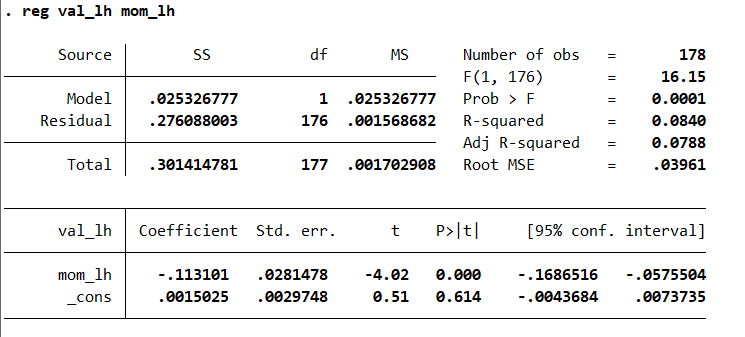 . reg val_lh mom_lh
Source SS df MS Number of obs = 178
F(1, 176) = 16.15
Model .025326777 1 .025326777 Prob > F = 0.0001
Residual .276088003 176 .001568682 R-squared = 0.0840
Adj R-squared = 0.0788
Total .301414781 177 .001702908 Root MSE = .03961
val_lh Coefficient Std. err. t P>|t| [95% conf. interval]
mom_lh -.113101 .0281478 -4.02 0.000 -.1686516 -.0575504
_cons .0015025 .0029748 0.51 0.614 -.0043684 .0073735